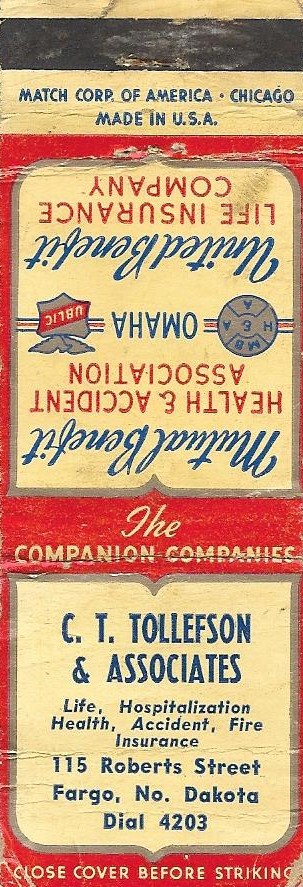 MATCH CORP. OF AMERICA • CHICAGO
MADE IN U.S.A.
Mutual Benefit
HEALTH & ACCIDENT
ASSOCIATION
MB
H & A
A
OMAHA
UBLIC
United Benefit
LIFE INSURANCE
COMPANY
The
COMPANION COMPANIES
C. T. TOLLEFSON
& ASSOCIATES
Life, Hospitalization
Health, Accident, Fire
Insurance
115 Roberts Street
Fargo, No. Dakota
Dial 4203
CLOSE COVER BEFORE STRIKING